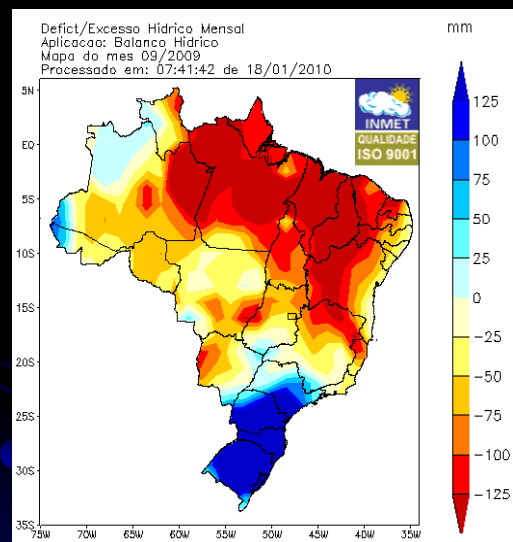 Defict/Excesso Hidrico Mensal
Aplicacao: Balanco Hidrico
Mapa do mes 09/2009
Processado em: 07:41:42 de 18/01/2010
mm
INMET
QUALIDADE
ISO 9001
5N
EQ
5S
10S
15S
20S
25S
30S
35S
75W 70W 65W 60W 55W 50W 45W 40W 35W
125
100
75
50
25
0
−25
−50
−75
−100
−125